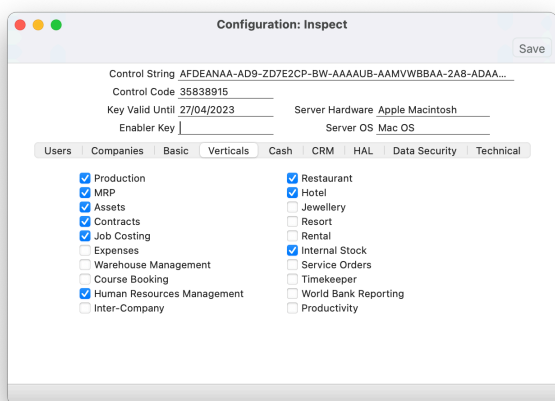 Configuration: Inspect
Save
Control String AFDEANAA-AD9-ZD7E2CP-BW-AAAAUB-AAMVWBBAA-2A8-ADAA...
Control Code 35838915
Key Valid Until 27/04/2023 Server Hardware Apple Macintosh
Enabler Key Server OS Mac OS
Users Companies Basic Verticals Cash CRM HAL Data Security Technical
Production Restaurant
MRP Hotel
Assets Jewellery
Contracts Resort
Job Costing Rental
Expenses Internal Stock
Warehouse Management Service Orders
Course Booking Timekeeper
Human Resources Management World Bank Reporting
Inter-Company Productivity